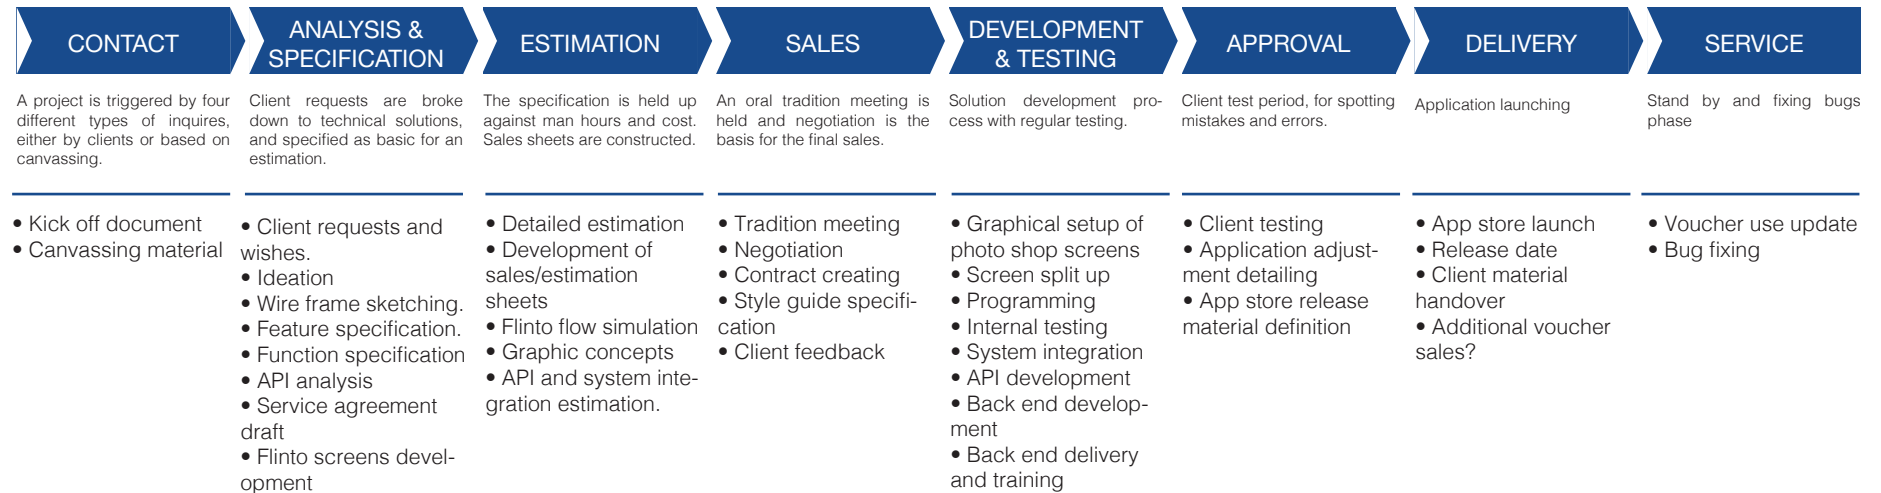 CONTACT
A project is triggered by four
different types of inquires,
either by clients or based on
canvassing.
• Kick off document
• Canvassing material
ANALYSIS &
SPECIFICATION
Client requests are broke
down to technical solutions,
and specified as basic for an
estimation.
• Client requests and
wishes.
• Ideation
• Wire frame sketching.
• Feature specification.
• Function specification
• API analysis
• Service agreement
draft
• Flinto screens devel-
opment
ESTIMATION
The specification is held up
against man hours and cost.
Sales sheets are constructed.
• Detailed estimation
• Development of
sales/estimation
sheets
• Flinto flow simulation
• Graphic concepts
• API and system inte-
gration estimation.
SALES
An oral tradition meeting is
held and negotiation is the
basis for the final sales.
• Tradition meeting
• Negotiation
• Contract creating
• Style guide specifi-
cation
• Client feedback
DEVELOPMENT
& TESTING
Solution development pro-
cess with regular testing.
• Graphical setup of
photo shop screens
• Screen split up
• Programming
• Internal testing
• System integration
• API development
• Back end develop-
ment
• Back end delivery
and training
APPROVAL
Client test period, for spotting
mistakes and errors.
• Client testing
• Application adjust-
ment detailing
• App store release
material definition
DELIVERY
Application launching
• App store launch
• Release date
• Client material
handover
• Additional voucher
sales?
SERVICE
Stand by and fixing bugs
phase
• Voucher use update
• Bug fixing